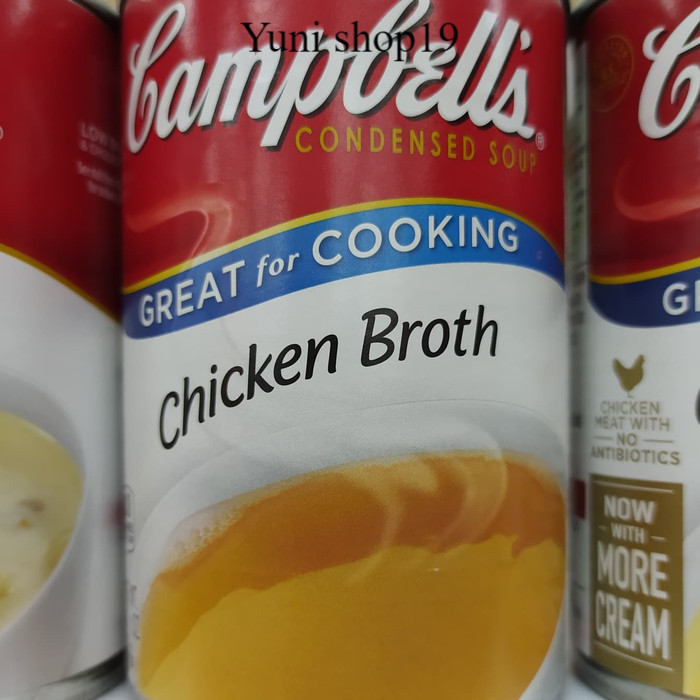 Yuni shop19
Campbell's®
CONDENSED SOUP
GREAT for COOKING
Chicken Broth
LOW
C
G
CHICKEN
MEAT WITH
NO
ANTIBIOTICS
NOW
WITH
MORE
CREAM